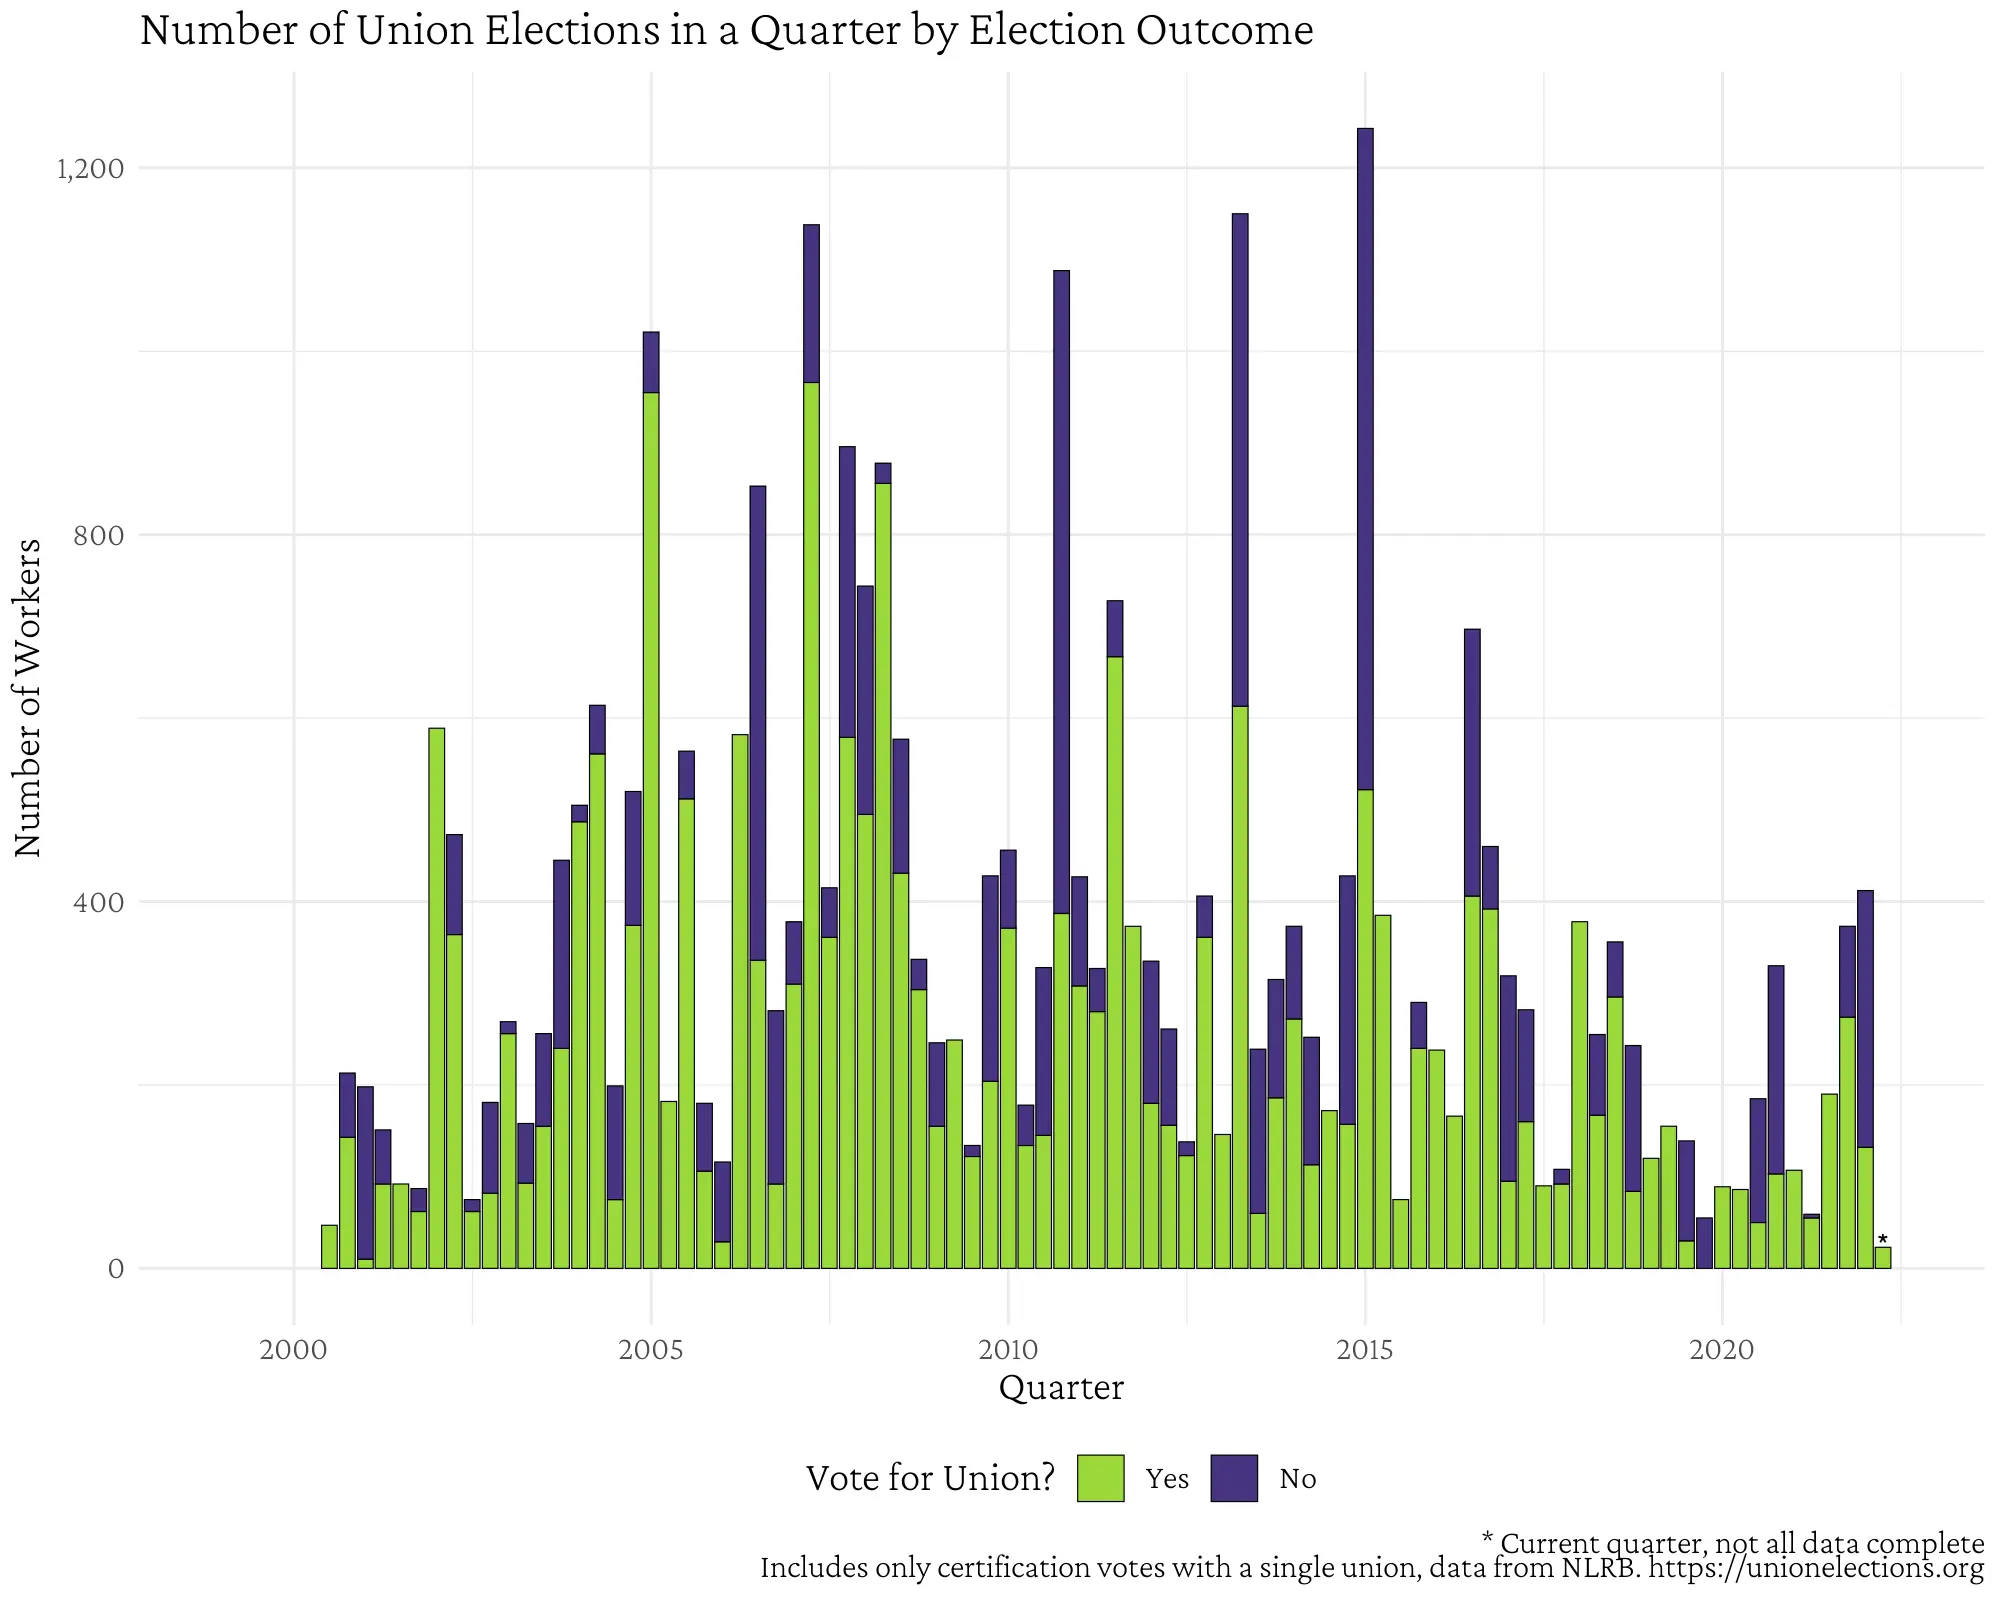 Number of Union Elections in a Quarter by Election Outcome
1,200
800
400
0
Number of Workers
2000 2005 2010 2015 2020
*
Quarter
Vote for Union? Yes No
* Current quarter, not all data complete
Includes only certification votes with a single union, data from NLRB. https://unionelections.org